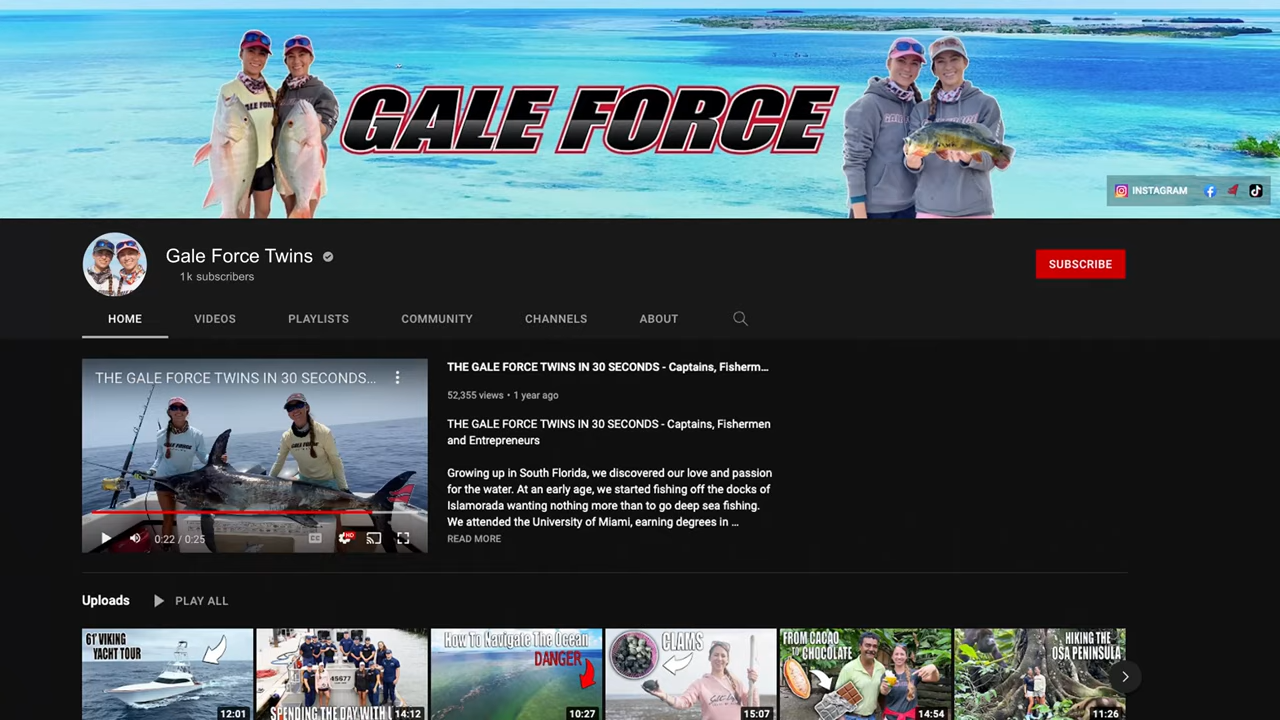 GALE FORCE
INSTAGRAM
Gale Force Twins
1k subscribers
SUBSCRIBE
HOME
VIDEOS
PLAYLISTS
COMMUNITY
CHANNELS
ABOUT
THE GALE FORCE TWINS IN 30 SECONDS...
0:22 / 0:25
CC
HD
THE GALE FORCE TWINS IN 30 SECONDS - Captains, Fisherm...
52,355 views • 1 year ago
THE GALE FORCE TWINS IN 30 SECONDS - Captains, Fishermen
and Entrepreneurs
Growing up in South Florida, we discovered our love and passion
for the water. At an early age, we started fishing off the docks of
Islamorada wanting nothing more than to go deep sea fishing.
We attended the University of Miami, earning degrees in ...
READ MORE
Uploads
PLAY ALL
61' VIKING
YACHT TOUR
12:01
45677
SPENDING THE DAY WITH
14:12
How To Navigate The Ocean
DANGER
10:27
CLAMS
15:07
FROM CACAO
TO CHOCOLATE
14:54
HIKING THE
OSA PENINSULA
11:26